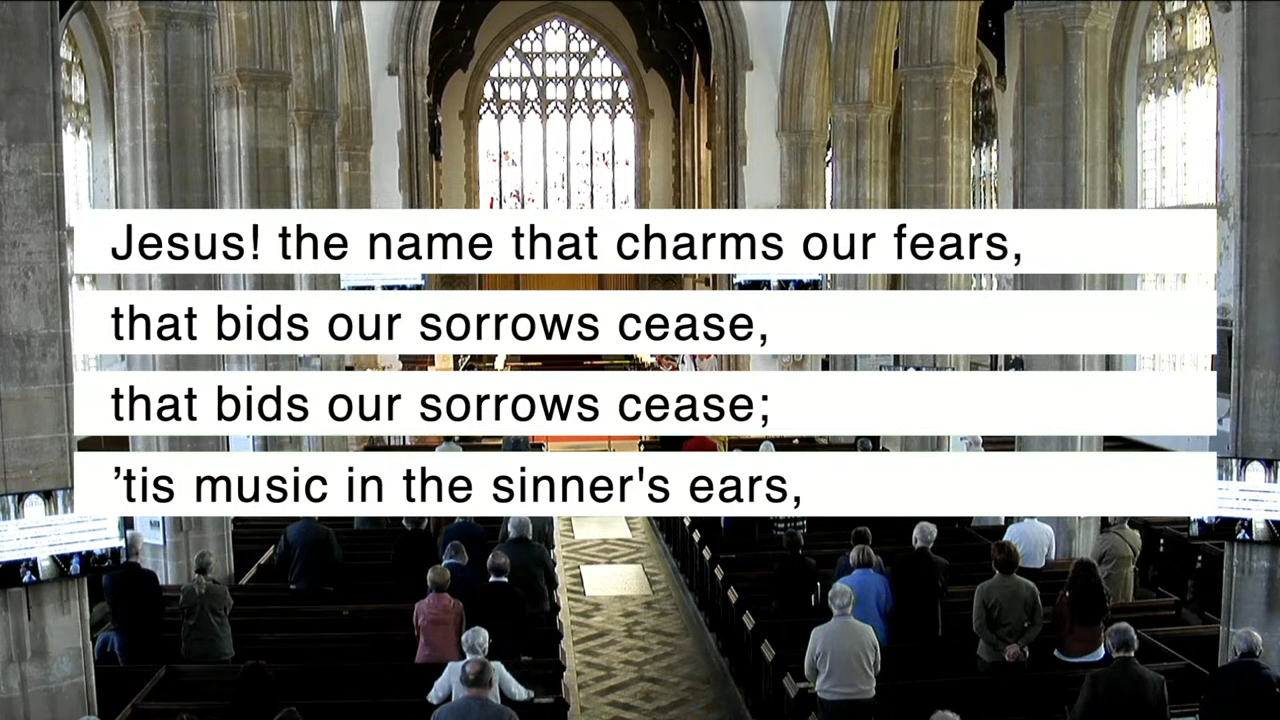 Jesus! the name that charms our fears,
that bids our sorrows cease,
that bids our sorrows cease;
’tis music in the sinner's ears,